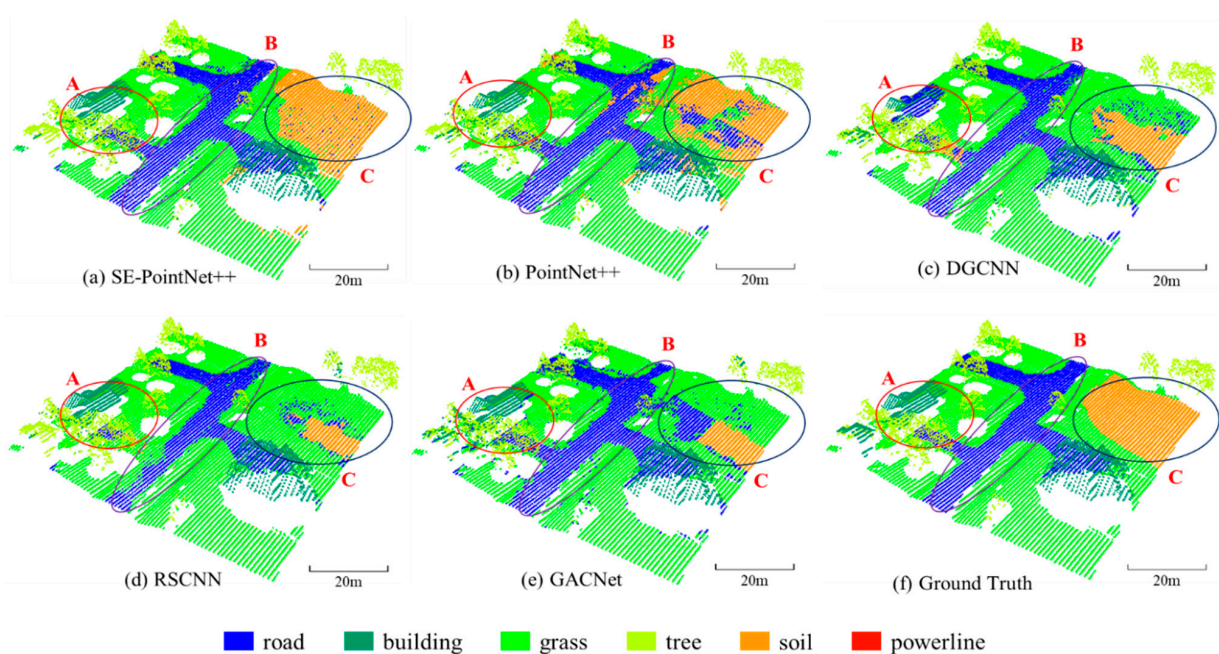 A
B
C
(a) SE-PointNet++
20m
A
B
C
(b) PointNet++
20m
A
B
C
(c) DGCNN
20m
A
B
C
(d) RSCNN
20m
A
B
C
(e) GACNet
20m
A
B
C
(f) Ground Truth
20m
road building grass tree soil powerline